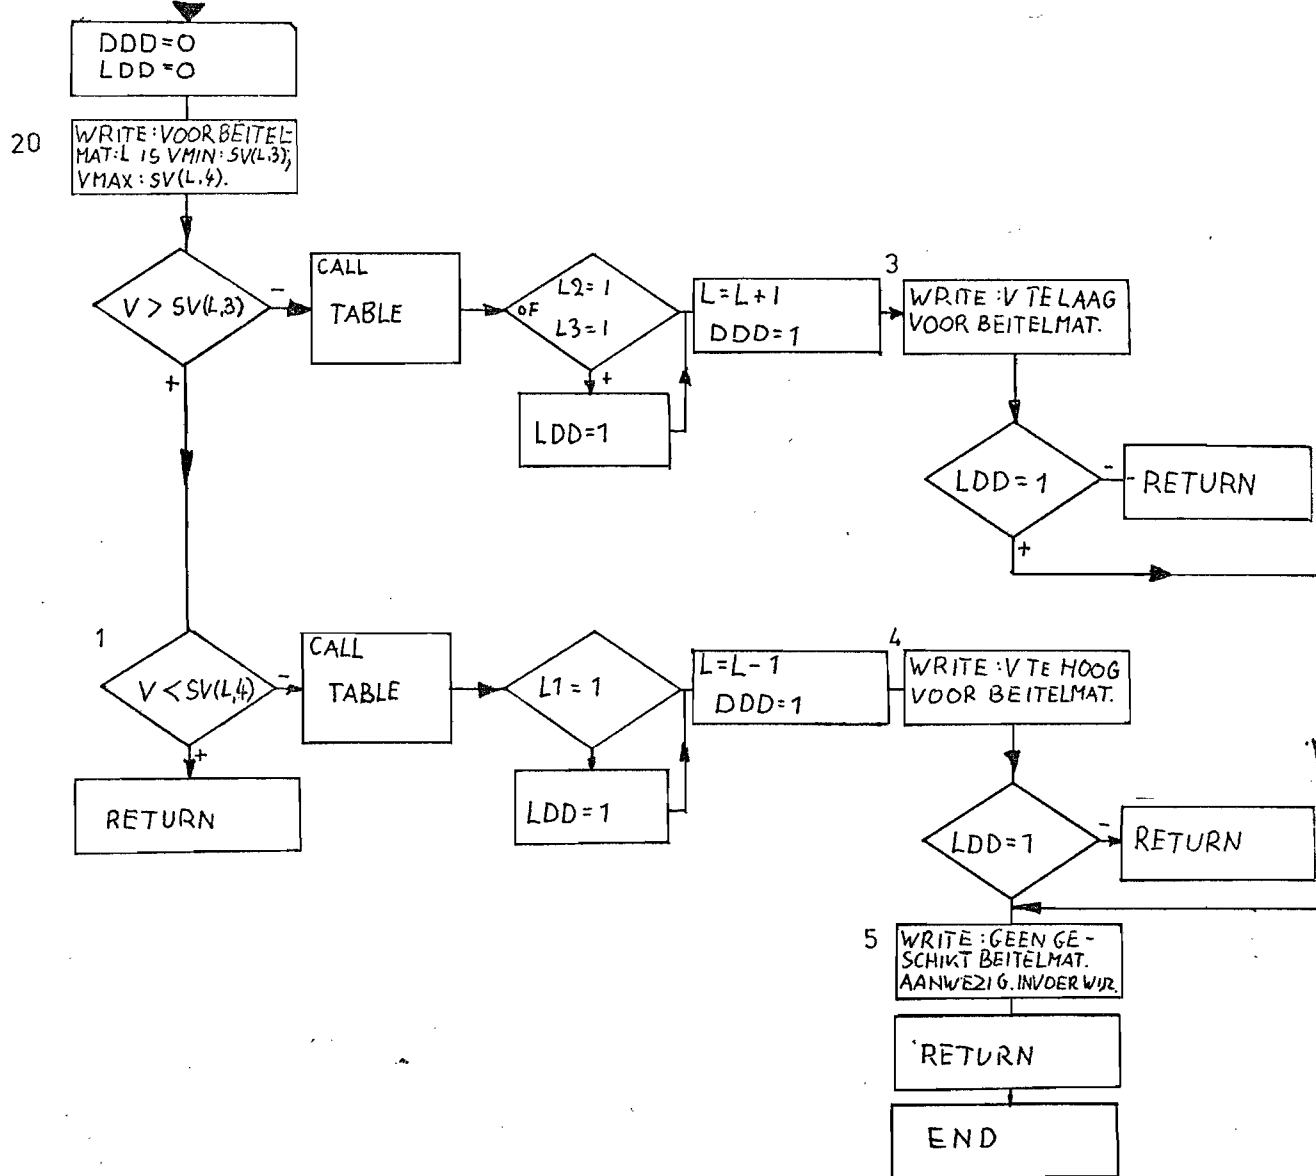 DDD=0
LDD=0
20
WRITE:VOORBEITEL-
MAT:L IS VMIN:SV(L,3);
VMAX:SV(L,4).
V > SV(L,3)
-
+
CALL
TABLE
L2=1
OF
L3=1
+
LDD=1
L=L+1
DDD=1
3
WRITE:V TE LAAG
VOOR BEITELMAT.
LDD=1
-
RETURN
+
1
V < SV(L,4)
-
+
RETURN
CALL
TABLE
L1=1
LDD=1
L=L-1
DDD=1
4
WRITE:V TE HOOG
VOOR BEITELMAT.
LDD=1
-
RETURN
5
WRITE:GEEN GE-
SCHIKT BEITELMAT.
AANWEZIG.INVOER WIJZ.
RETURN
END